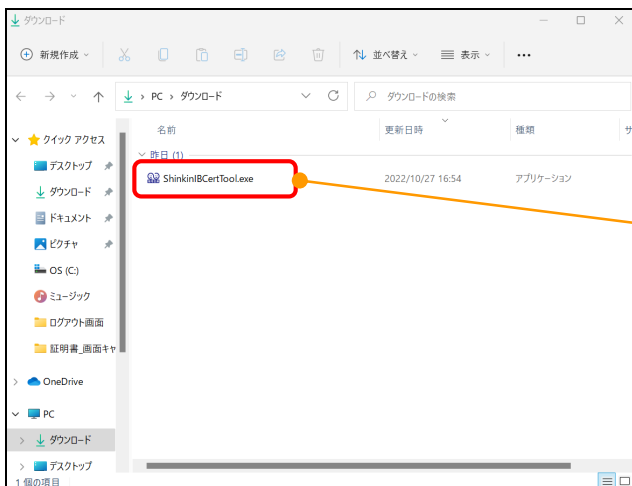 ダウンロード
新規作成
並べ替え
表示
PC
ダウンロード
ダウンロードの検索
クイック アクセス
デスクトップ
ダウンロード
ドキュメント
ピクチャ
OS (C:)
ミュージック
ログアウト画面
証明書_画面キャ
OneDrive
PC
ダウンロード
デスクトップ
名前
更新日時
種類
サ
昨日 (1)
ShinkinIBCertTool.exe
2022/10/27 16:54
アプリケーション
1 個の項目